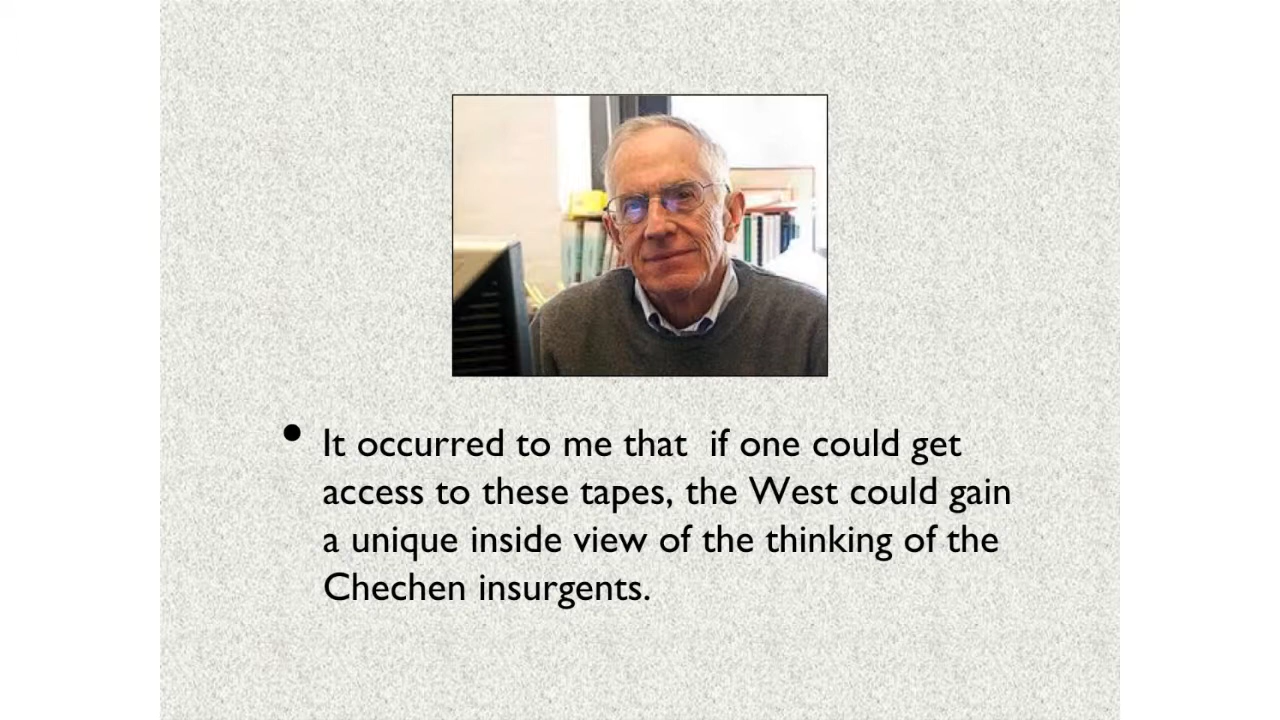 • It occurred to me that  if one could get
access to these tapes, the West could gain
a unique inside view of the thinking of the
Chechen insurgents.